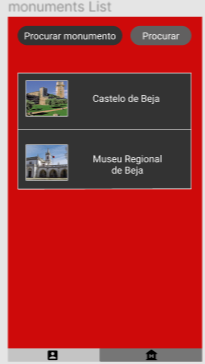 monuments List
Procurar monumento
Procurar
Castelo de Beja
Museu Regional
de Beja